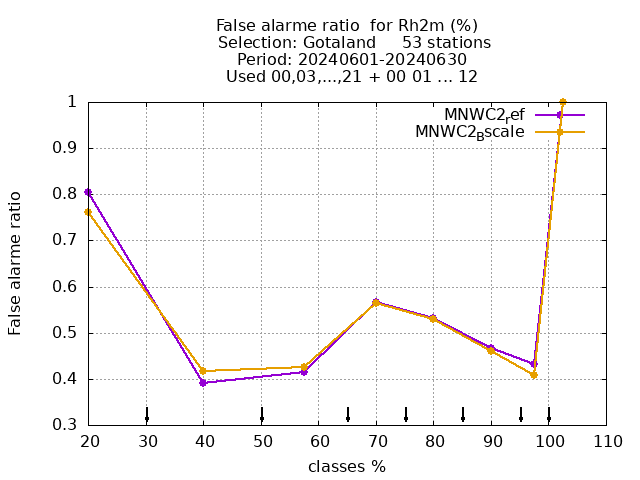 False alarme ratio  for Rh2m (%)
Selection: Gotaland     53 stations
Period: 20240601-20240630
Used 00,03,...,21 + 00 01 ... 12
MNWC2ref
MNWC2Bscale
False alarme ratio
1
0.9
0.8
0.7
0.6
0.5
0.4
0.3
20 30 40 50 60 70 80 90 100 110
classes %